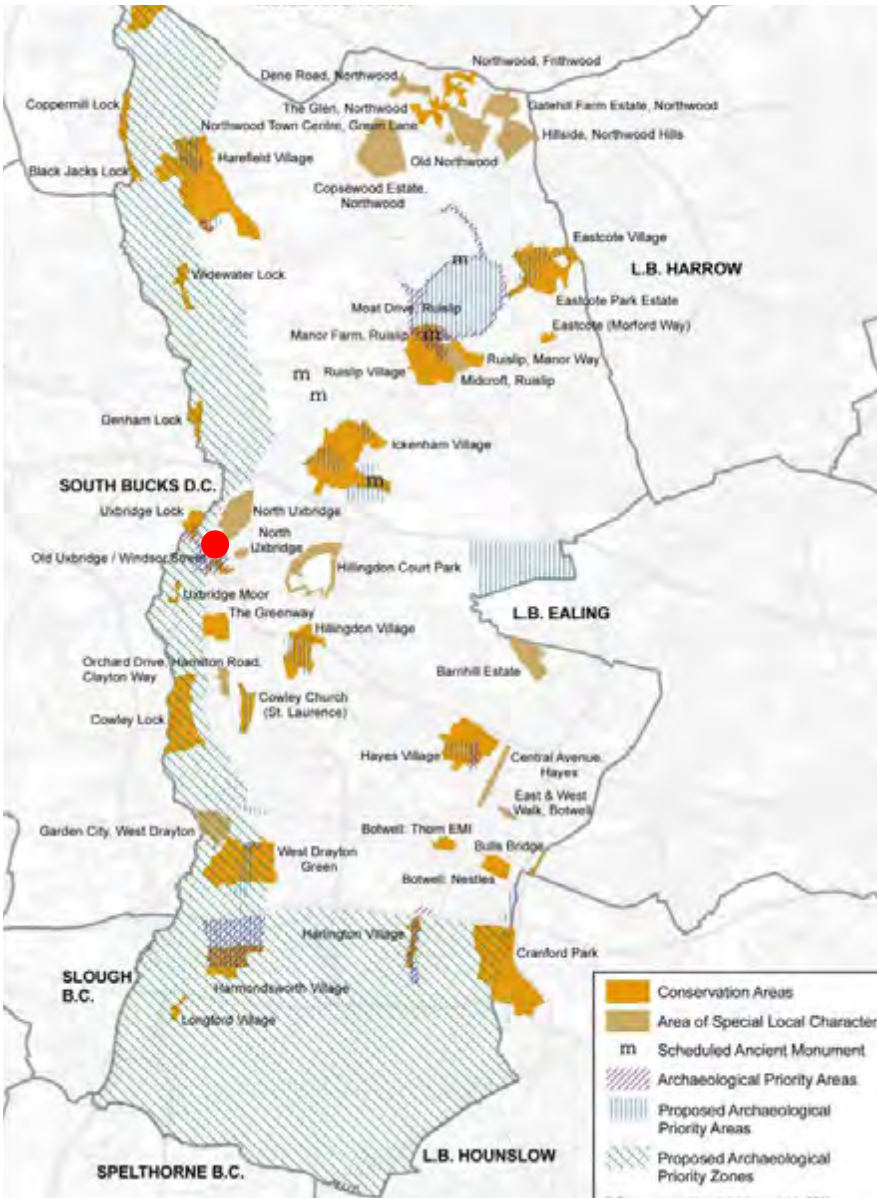 Northwood, Frithwood
Dene Road, Northwood
Coppermill Lock
The Glen, Northwood
Gatehill Farm Estate, Northwood
Northwood Town Centre, Green Lane
Hillside, Northwood Hills
Harefield Village
Old Northwood
Black Jacks Lock
Copsewood Estate,
Northwood
Eastcote Village
L.B. HARROW
Widewater Lock
Moat Drive, Ruislip
Eastcote Park Estate
m
Manor Farm, Ruislip
m
Eastcote (Morford Way)
Ruislip, Manor Way
m
Ruislip Village
Midcroft, Ruislip
m
Denham Lock
Ickenham Village
m
SOUTH BUCKS D.C.
Uxbridge Lock
North Uxbridge
North
Uxbridge
Old Uxbridge / Windsor Street
Hillingdon Court Park
Uxbridge Moor
L.B. EALING
The Greenway
Hillingdon Village
Orchard Drive, Hamilton Road,
Clayton Way
Barnhill Estate
Cowley Church
(St. Laurence)
Cowley Lock
Hayes Village
Central Avenue,
Hayes
East & West
Walk, Botwell
Garden City, West Drayton
Botwell: Thorn EMI
Bulls Bridge
West Drayton
Green
Botwell: Nestles
Harlington Village
Cranford Park
SLOUGH
B.C.
Harmondsworth Village
Longford Village
L.B. HOUNSLOW
SPELTHORNE B.C.
Conservation Areas
Area of Special Local Character
m Scheduled Ancient Monument
Archaeological Priority Areas
Proposed Archaeological
Priority Areas
Proposed Archaeological
Priority Zones